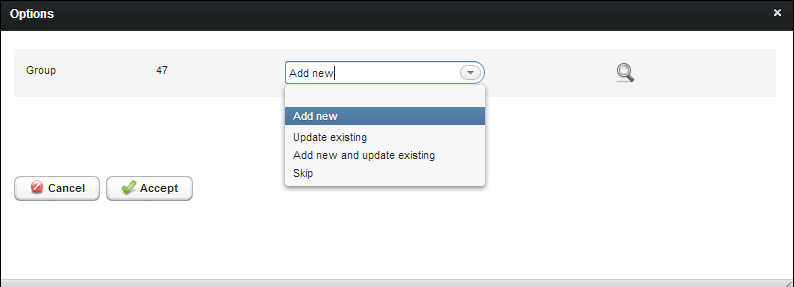 Options
Group 47 Add new
Add new
Update existing
Add new and update existing
Skip
Cancel Accept